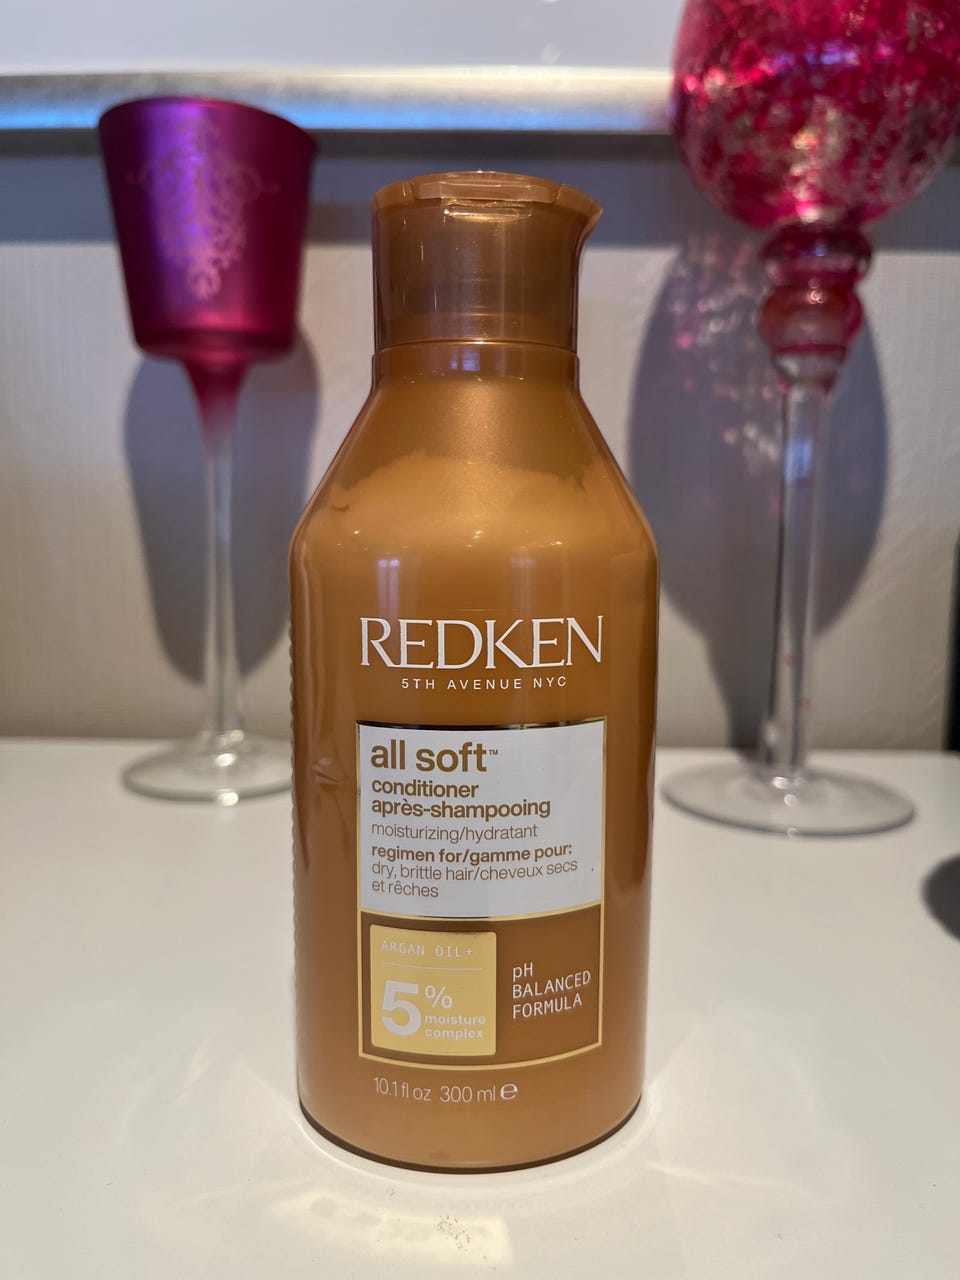 REDKEN
5TH AVENUE NYC
all soft™
conditioner
après-shampooing
moisturizing/hydratant
regimen for/gamme pour:
dry, brittle hair/cheveux secs
et rêches
ARGAN OIL+
5%
moisture
complex
pH
BALANCED
FORMULA
10.1 fl oz 300 ml e